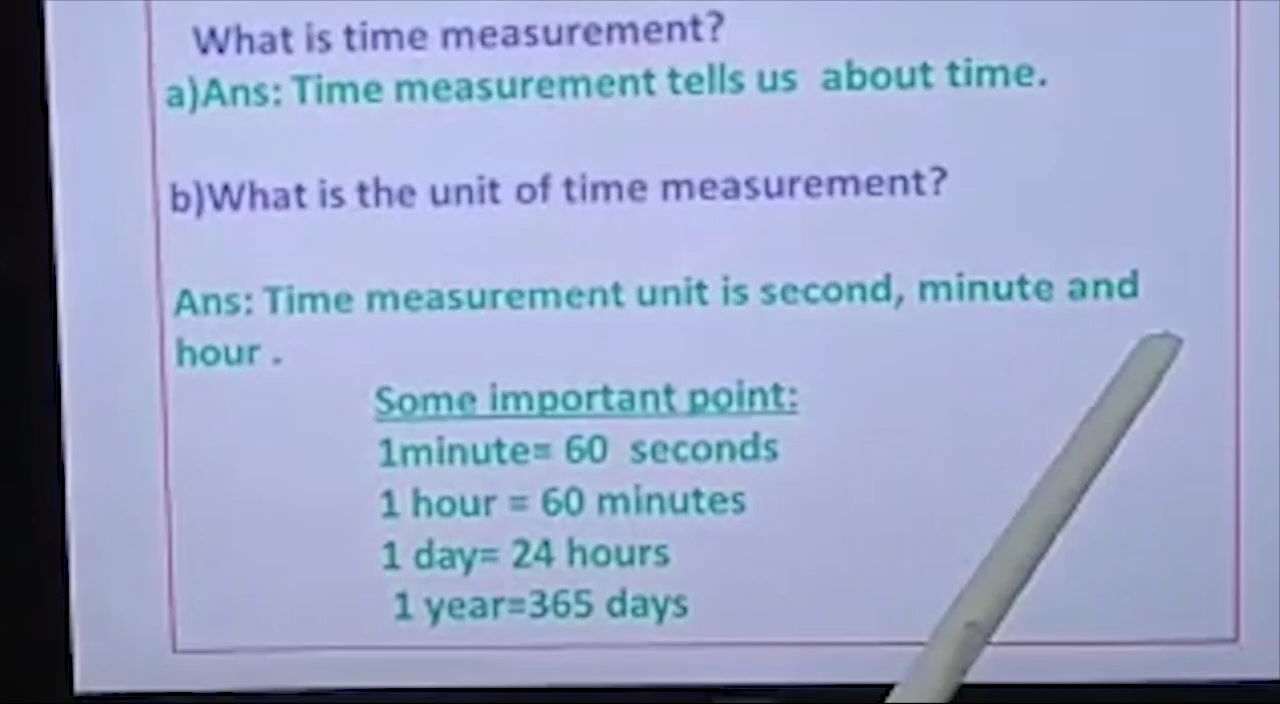 What is time measurement?
a)Ans: Time measurement tells us about time.
b)What is the unit of time measurement?
Ans: Time measurement unit is second, minute and
hour .
Some important point:
1minute= 60 seconds
1 hour = 60 minutes
1 day= 24 hours
1 year=365 days